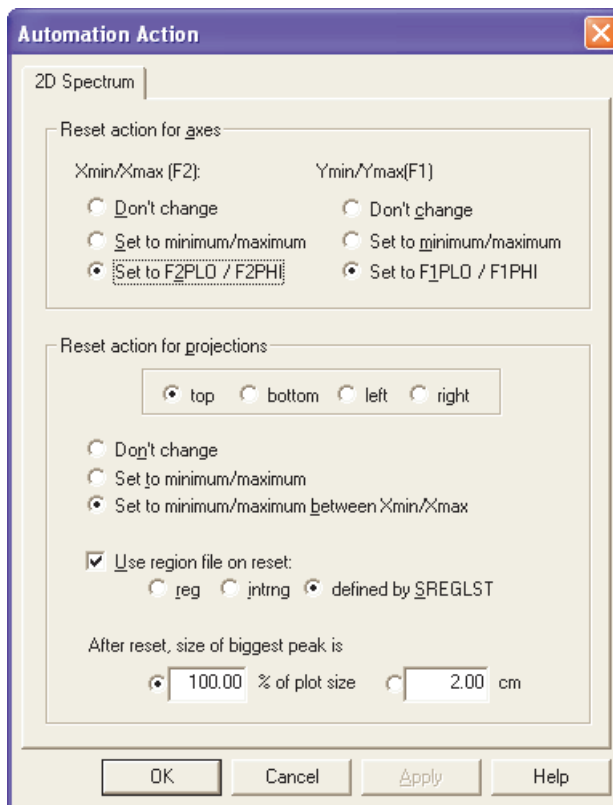 Automation Action
2D Spectrum
Reset action for axes
Xmin/Xmax (F2): Ymin/Ymax(F1)
Don't change Don't change
Set to minimum/maximum Set to minimum/maximum
Set to F2PLO / F2PHI Set to F1PLO / F1PHI
Reset action for projections
top bottom left right
Don't change
Set to minimum/maximum
Set to minimum/maximum between Xmin/Xmax
Use region file on reset:
reg intrng defined by SREGLST
After reset, size of biggest peak is
100.00 % of plot size 2.00 cm
OK Cancel Apply Help